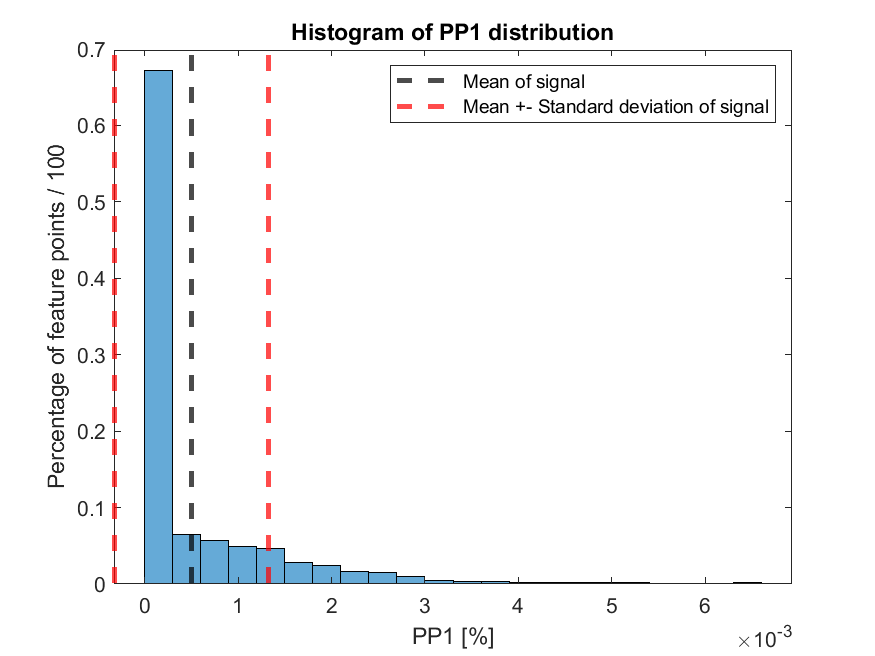 Histogram of PP1 distribution
Mean of signal
Mean +- Standard deviation of signal
Percentage of feature points / 100
0.7
0.6
0.5
0.4
0.3
0.2
0.1
0
0 1 2 3 4 5 6
PP1 [%]
×10⁻³